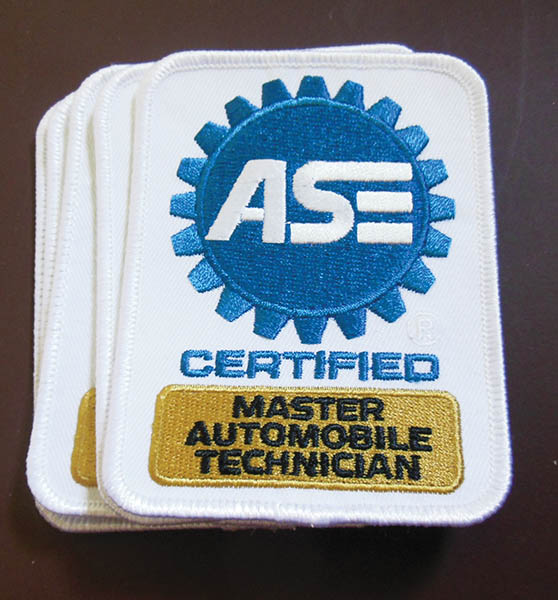 ASE
®
CERTIFIED
MASTER
AUTOMOBILE
TECHNICIAN